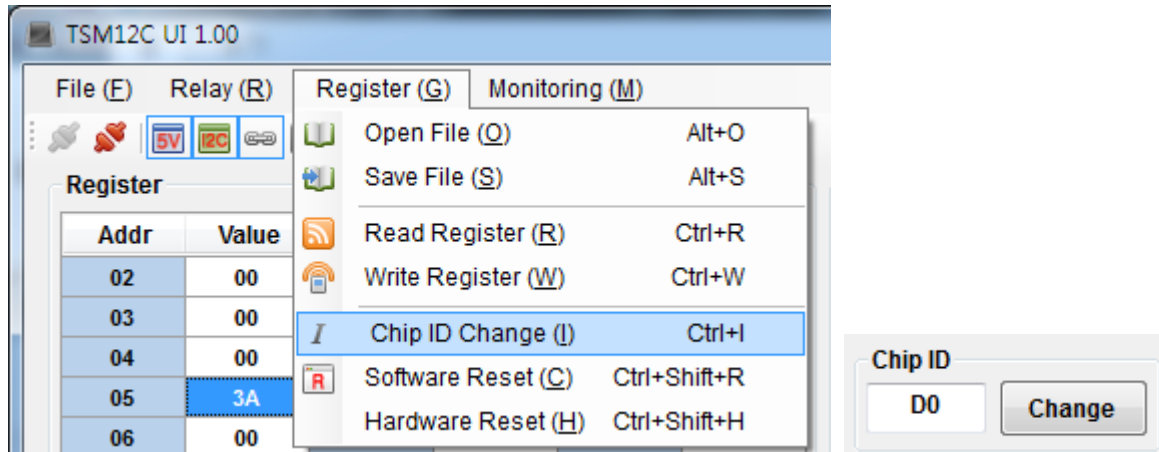 TSM12C UI 1.00
File (F) Relay (R) Register (G) Monitoring (M)
5V I2C
Open File (O) Alt+O
Save File (S) Alt+S
Register
Addr Value
Read Register (R) Ctrl+R
Write Register (W) Ctrl+W
02 00
03 00
I Chip ID Change (I) Ctrl+I
04 00
R Software Reset (C) Ctrl+Shift+R
05 3A
Hardware Reset (H) Ctrl+Shift+H
06 00
Chip ID
D0 Change